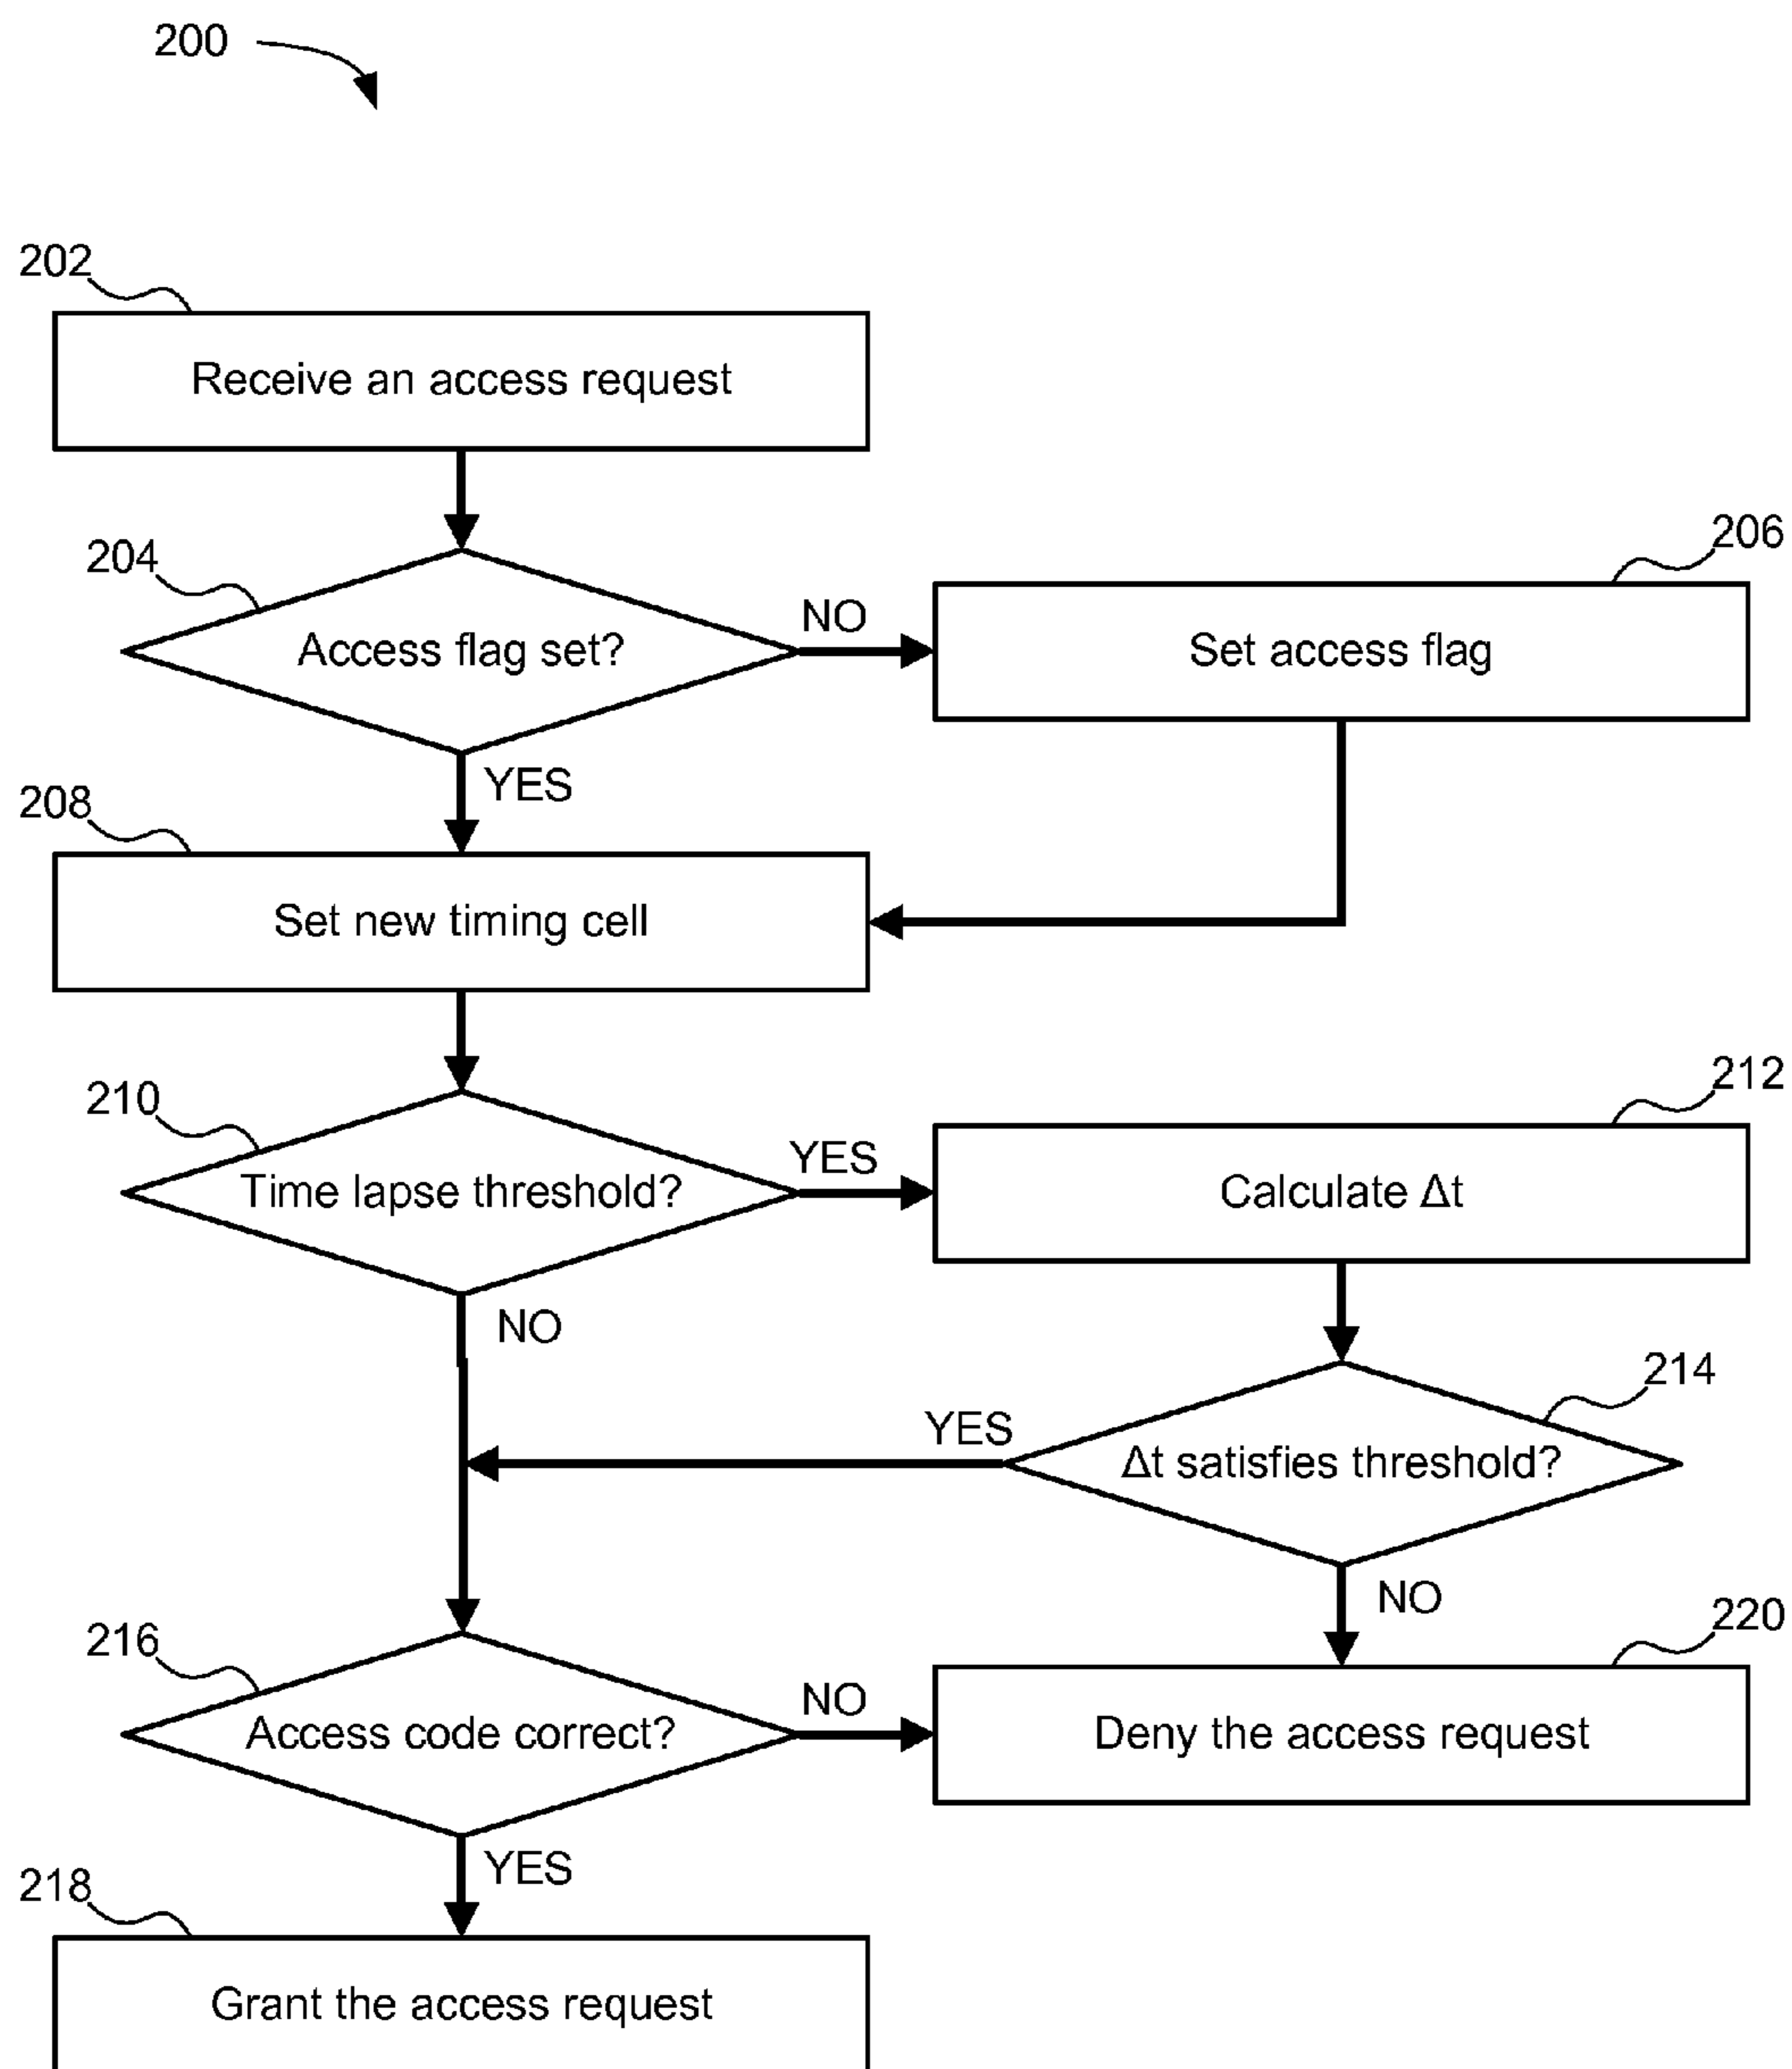 200
202
Receive an access request
204
Access flag set?
NO
206
Set access flag
YES
208
Set new timing cell
210
Time lapse threshold?
YES
212
Calculate Δt
NO
214
Δt satisfies threshold?
YES
NO
216
Access code correct?
NO
220
Deny the access request
YES
218
Grant the access request